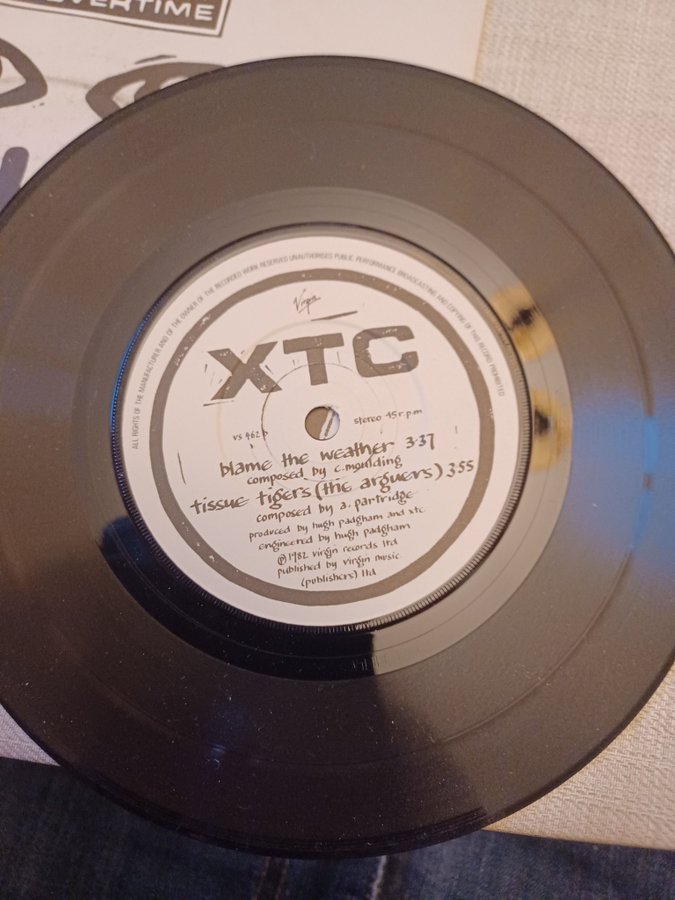 OVERTIME
ALL RIGHTS OF THE MANUFACTURER AND OF THE OWNER OF THE RECORDED WORK RESERVED UNAUTHORISED PUBLIC PERFORMANCE BROADCASTING AND COPYING OF THIS RECORD PROHIBITED
Virgin
XTC
vs 462 b
stereo 45 r.p.m
blame the weather 3:37
composed by c. moulding
tissue tigers (the arguers) 3:55
composed by a. partridge
produced by hugh padgham and xtc
engineered by hugh padgham
℗ 1982 virgin records ltd
published by virgin music
(publishers) ltd